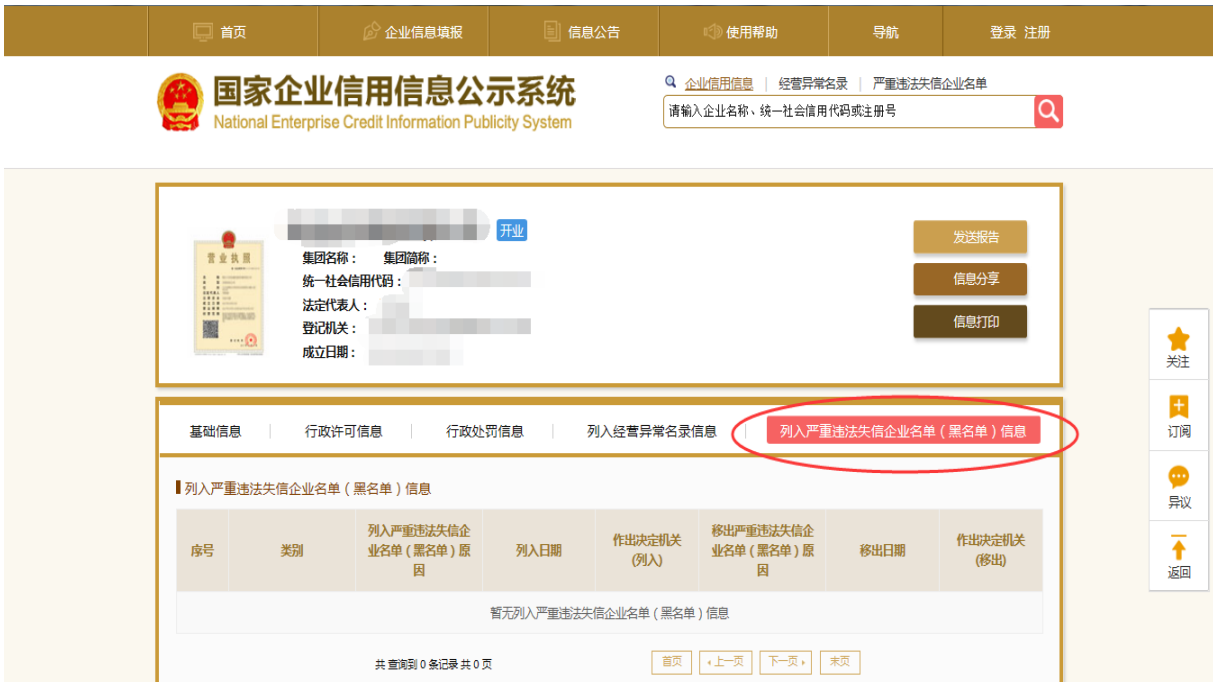 首页 企业信息填报 信息公告 使用帮助 导航 登录 注册
国家企业信用信息公示系统
National Enterprise Credit Information Publicity System
企业信用信息 | 经营异常名录 | 严重违法失信企业名单
请输入企业名称、统一社会信用代码或注册号
开业
营业执照
集团名称： 集团简称：
统一社会信用代码：
法定代表人：
登记机关：
成立日期：
发送报告
信息分享
信息打印
关注
订阅
异议
返回
基础信息 | 行政许可信息 | 行政处罚信息 | 列入经营异常名录信息 | 列入严重违法失信企业名单（黑名单）信息
列入严重违法失信企业名单（黑名单）信息
序号 类别 列入严重违法失信企业名单（黑名单）原因 列入日期 作出决定机关(列入) 移出严重违法失信企业名单（黑名单）原因 移出日期 作出决定机关(移出)
暂无列入严重违法失信企业名单（黑名单）信息
共 查询到 0 条记录 共 0 页 首页 上一页 下一页 末页